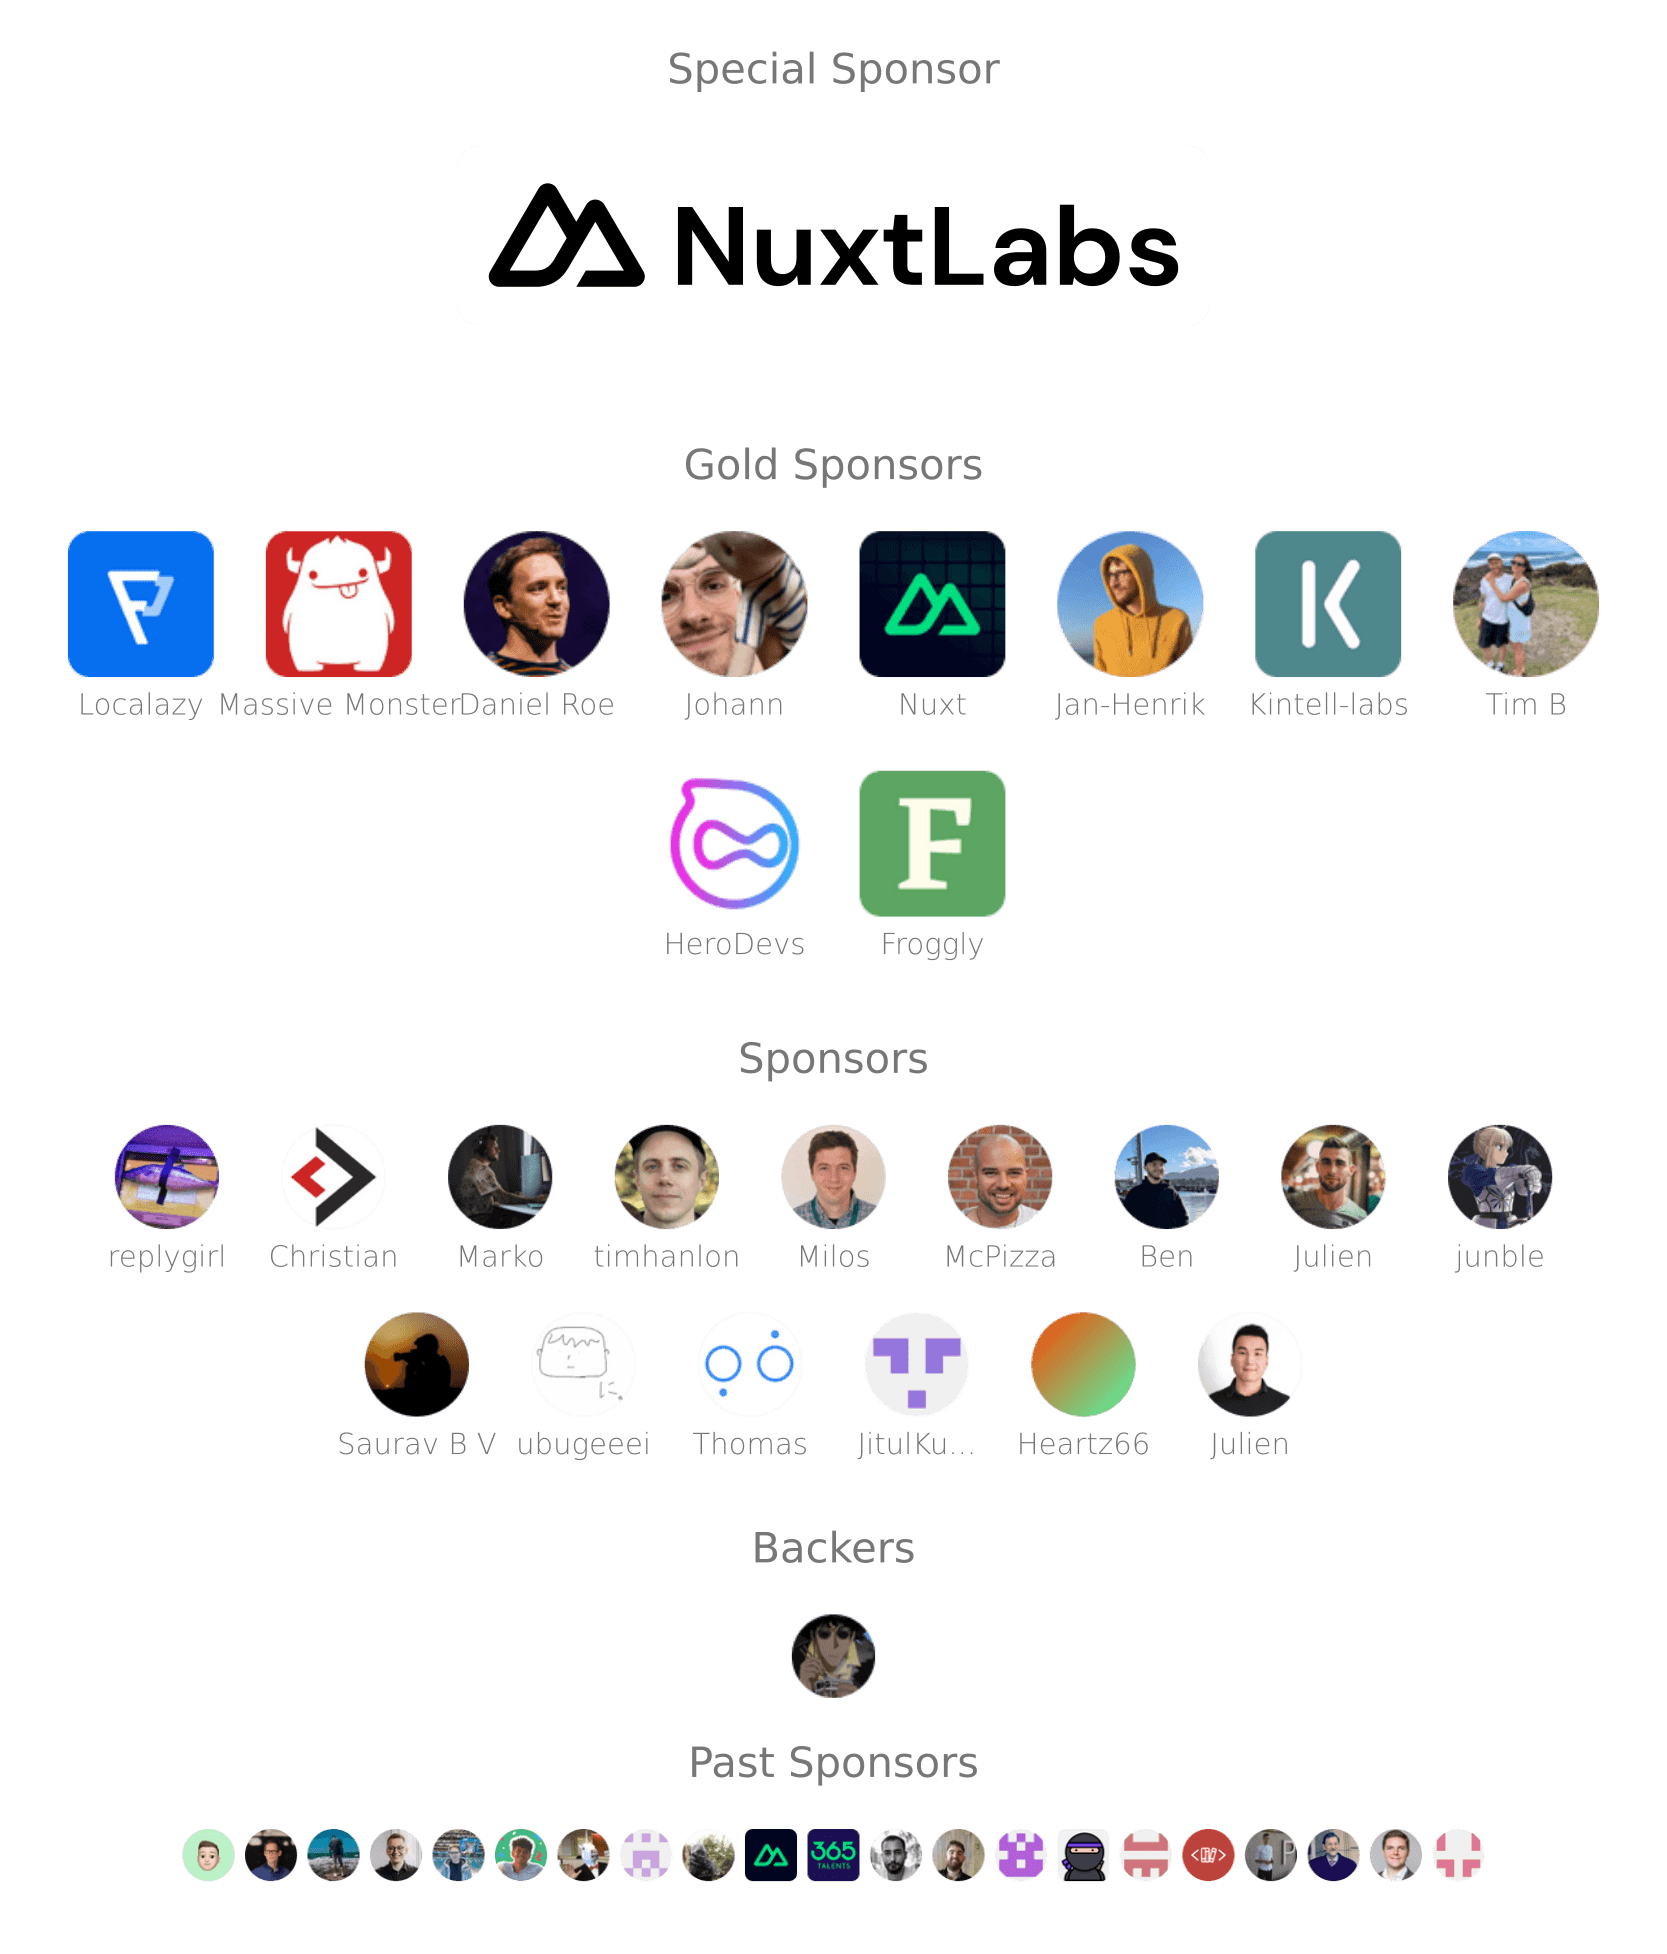 Special Sponsor
NuxtLabs
Gold Sponsors
Localazy Massive Monster Daniel Roe Johann Nuxt Jan-Henrik Kintell-labs Tim B
F
HeroDevs Froggly
Sponsors
replygirl Christian Marko timhanlon Milos McPizza Ben Julien junble
Saurav B V ubugeeei Thomas JitulKu... Heartz66 Julien
Backers
Past Sponsors
365
TALENTS